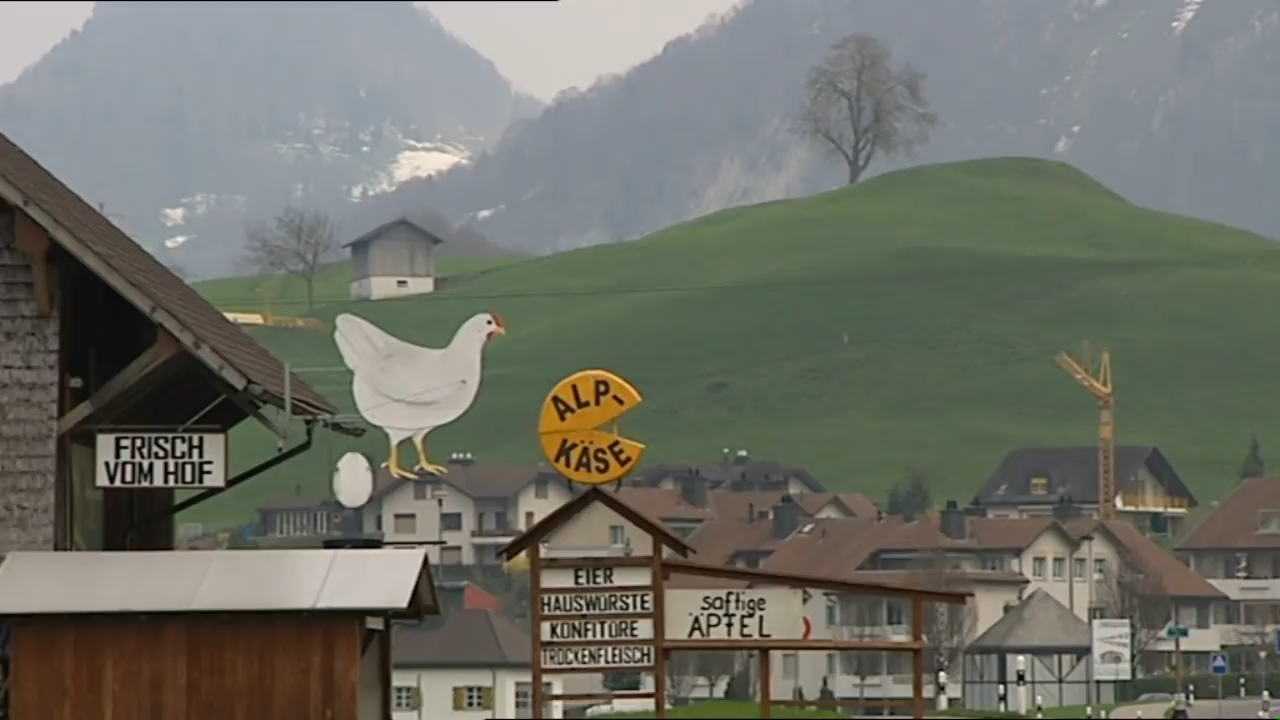 FRISCH
VOM HOF
ALP-
KÄSE
EIER
HAUSWÜRSTE
KONFITÜRE
TROCKENFLEISCH
saftige
ÄPFEL